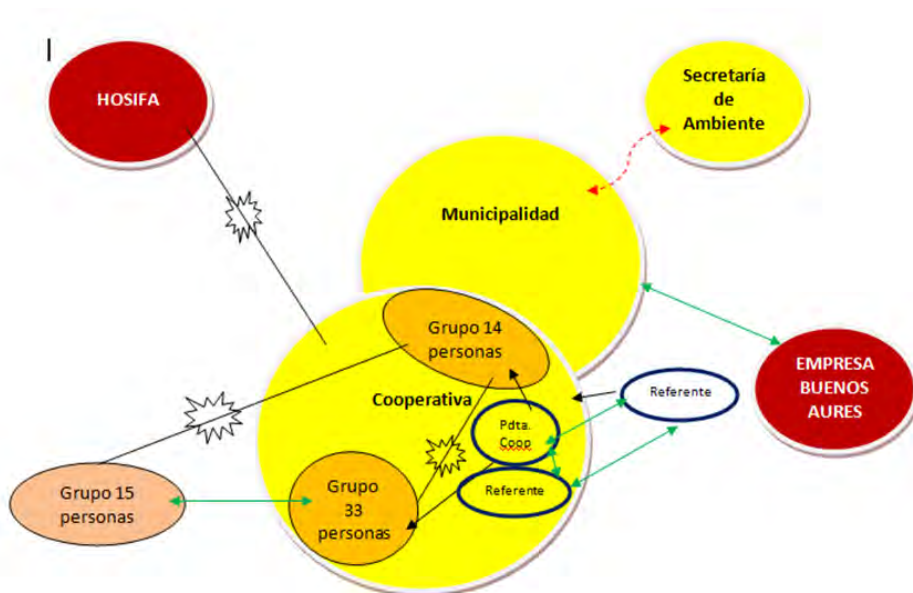 HOSIFA
Secretaría
de
Ambiente
Municipalidad
Grupo 14
personas
EMPRESA
BUENOS
AURES
Referente
Cooperativa
Pdta.
Coop
Referente
Grupo 15
personas
Grupo
33
personas